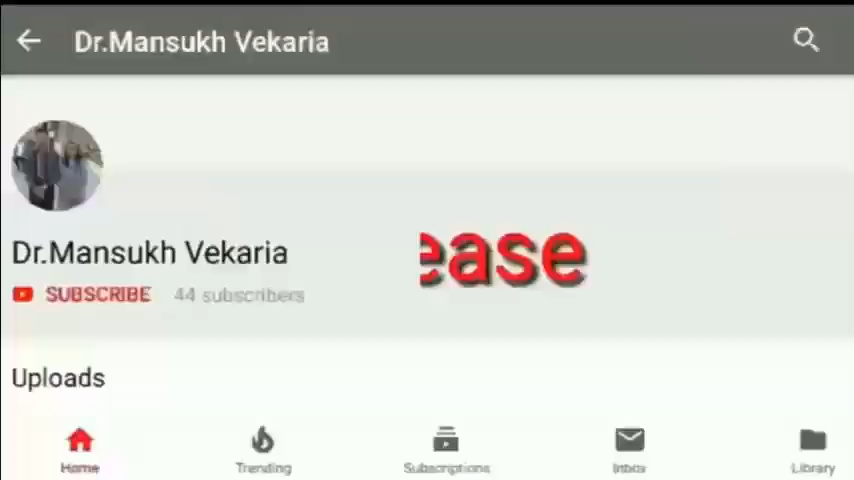 Dr.Mansukh Vekaria
Dr.Mansukh Vekaria
ease
SUBSCRIBE 44 subscribers
Uploads
Home Trending Subscriptions Inbox Library